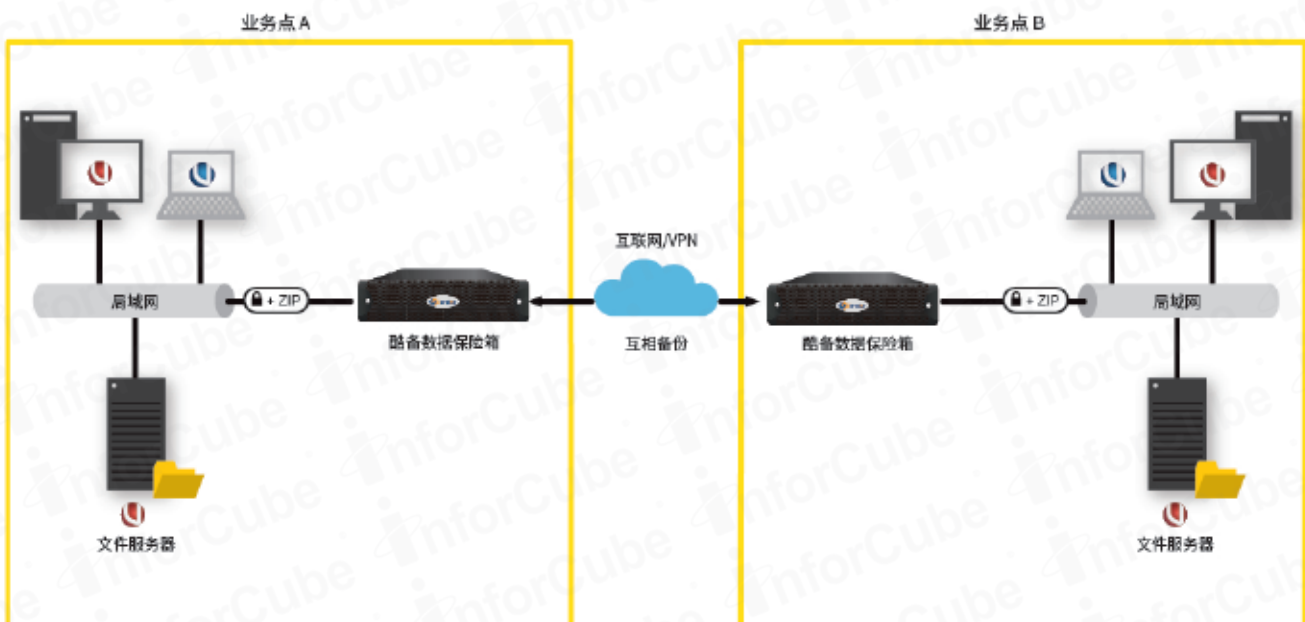 业务点 A
业务点 B
互联网/VPN
局域网
+ ZIP
酷备数据保险箱
互相备份
酷备数据保险箱
+ ZIP
局域网
文件服务器
文件服务器
inforCube